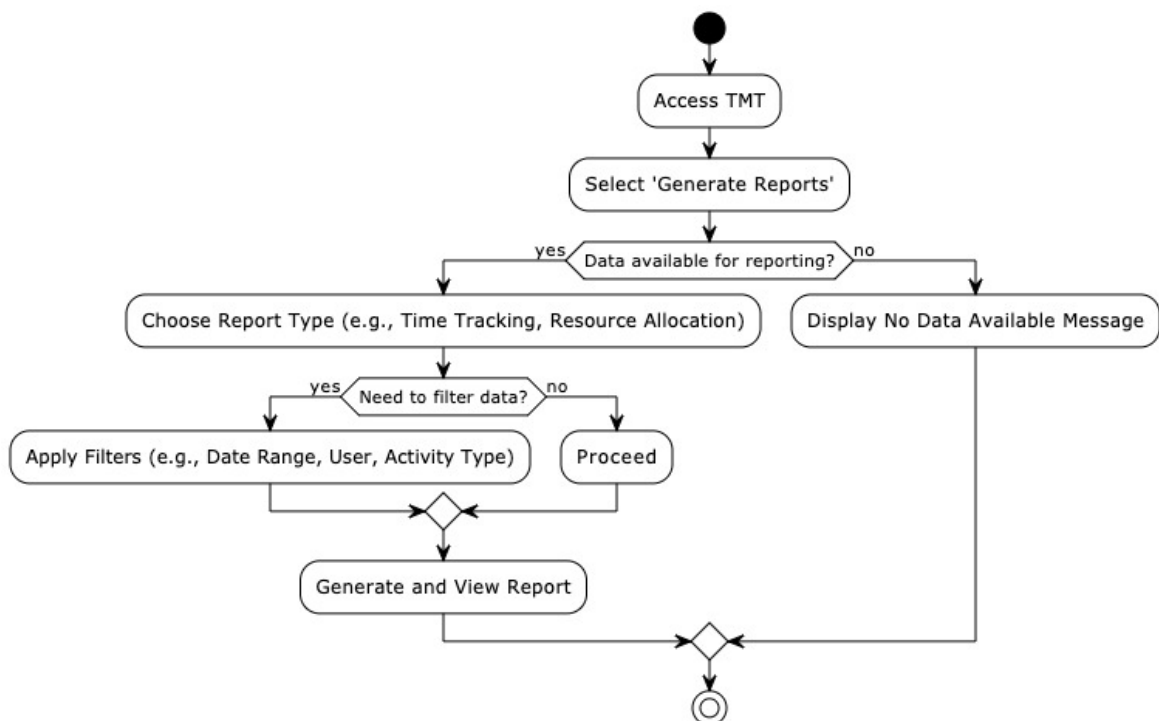 Access TMT
Select 'Generate Reports'
yes
Data available for reporting?
no
Choose Report Type (e.g., Time Tracking, Resource Allocation)
Display No Data Available Message
yes
Need to filter data?
no
Apply Filters (e.g., Date Range, User, Activity Type)
Proceed
Generate and View Report